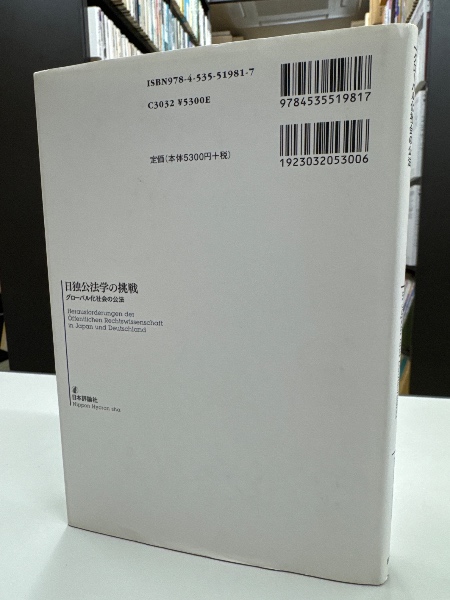 ISBN978-4-535-51981-7
C3032 ¥5300E
定価(本体5300円+税)
9784535519817
1923032053006
日独公法学の挑戦
グローバル化社会の公法
Herausforderungen der
Öffentlichen Rechtswissenschaft
in Japan und Deutschland
日本評論社
Nippon Hyoron sha